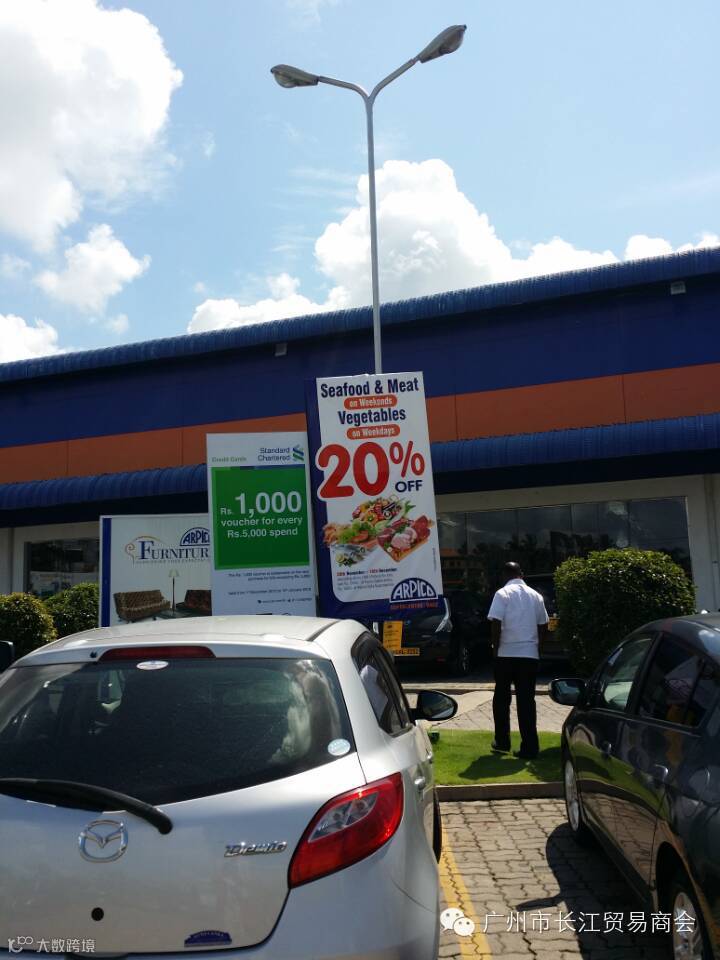 Seafood & Meat
on Weekends
Vegetables
on Weekdays
20%
OFF
ARPICO
Credit Cards
Standard
Chartered
Rs. 1,000
voucher for every
Rs.5,000 spend
ARPICO
FURNITURE
Demio
广州市长江贸易商会
大数跨境